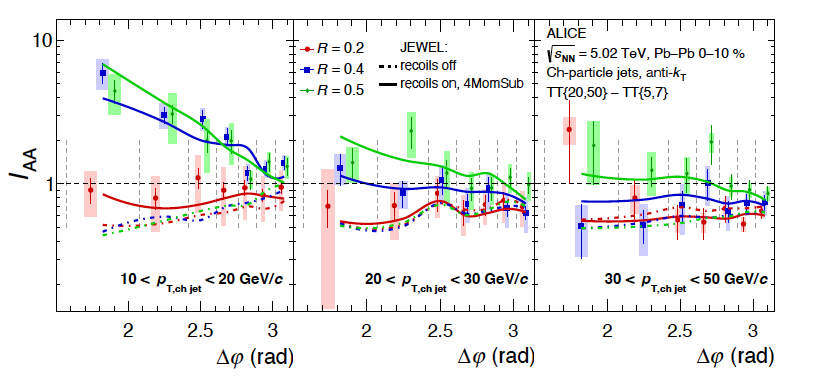 10
1
I_AA
R = 0.2
R = 0.4
R = 0.5
JEWEL:
recoils off
recoils on, 4MomSub
ALICE
√s_NN = 5.02 TeV, Pb–Pb 0–10 %
Ch-particle jets, anti-k_T
TT{20,50} – TT{5,7}
10 < p_T,ch jet < 20 GeV/c
20 < p_T,ch jet < 30 GeV/c
30 < p_T,ch jet < 50 GeV/c
2 2.5 3
2 2.5 3
2 2.5 3
Δφ (rad)
Δφ (rad)
Δφ (rad)